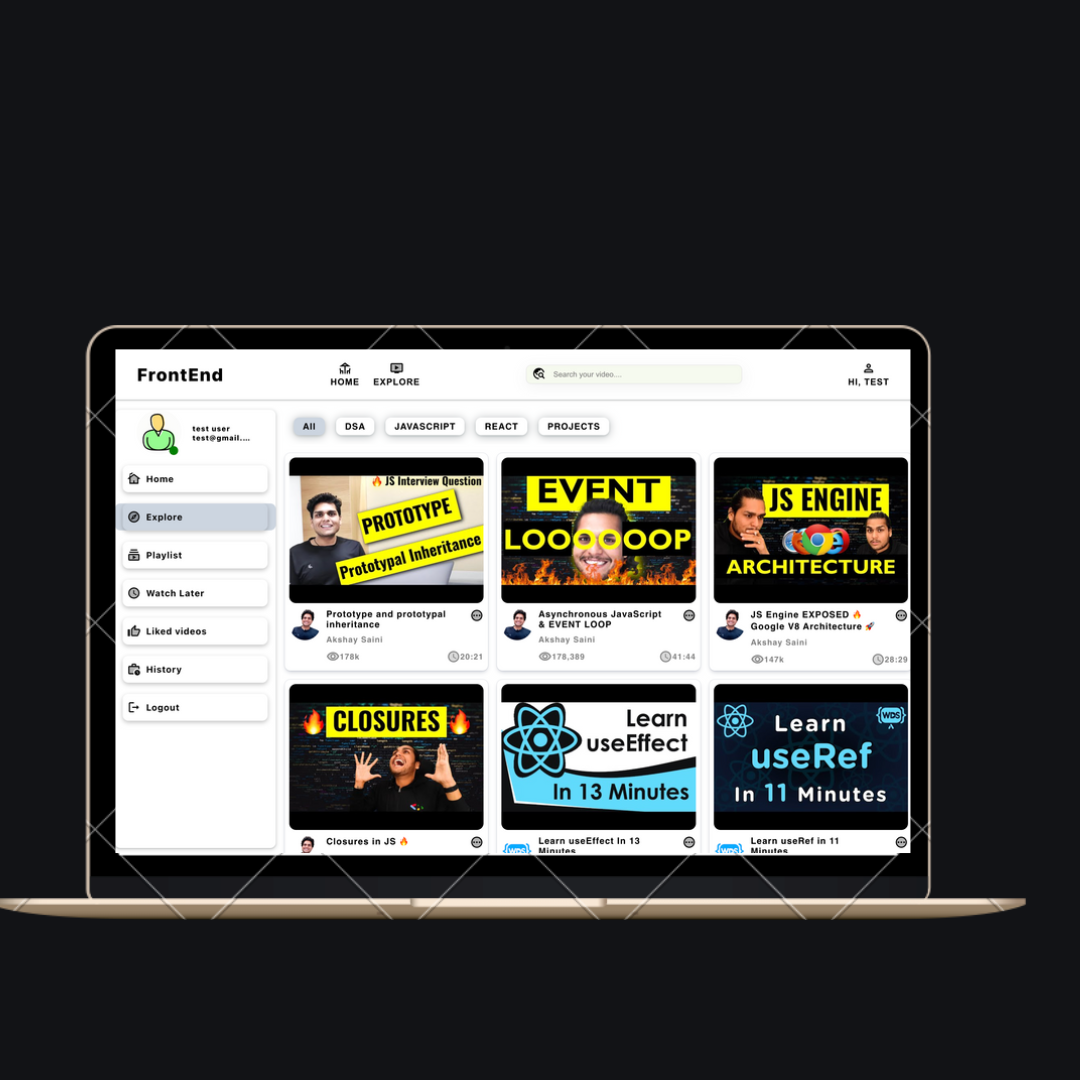 FrontEnd
HOME
EXPLORE
Search your video....
HI, TEST
test user
test@gmail....
Home
Explore
Playlist
Watch Later
Liked videos
History
Logout
All
DSA
JAVASCRIPT
REACT
PROJECTS
🔥 JS Interview Question
PROTOTYPE
Prototypal Inheritance
Prototype and prototypal
inheritance
Akshay Saini
178k
20:21
EVENT
LOOOOOOP
Asynchronous JavaScript
& EVENT LOOP
Akshay Saini
178,389
41:44
JS ENGINE
ARCHITECTURE
JS Engine EXPOSED 🔥
Google V8 Architecture 🚀
Akshay Saini
147k
28:29
🔥 CLOSURES 🔥
Closures in JS 🔥
Learn
useEffect
In 13 Minutes
WDS
Learn useEffect In 13
Minutes
Learn
useRef
In 11 Minutes
WDS
WDS
Learn useRef in 11
Minutes